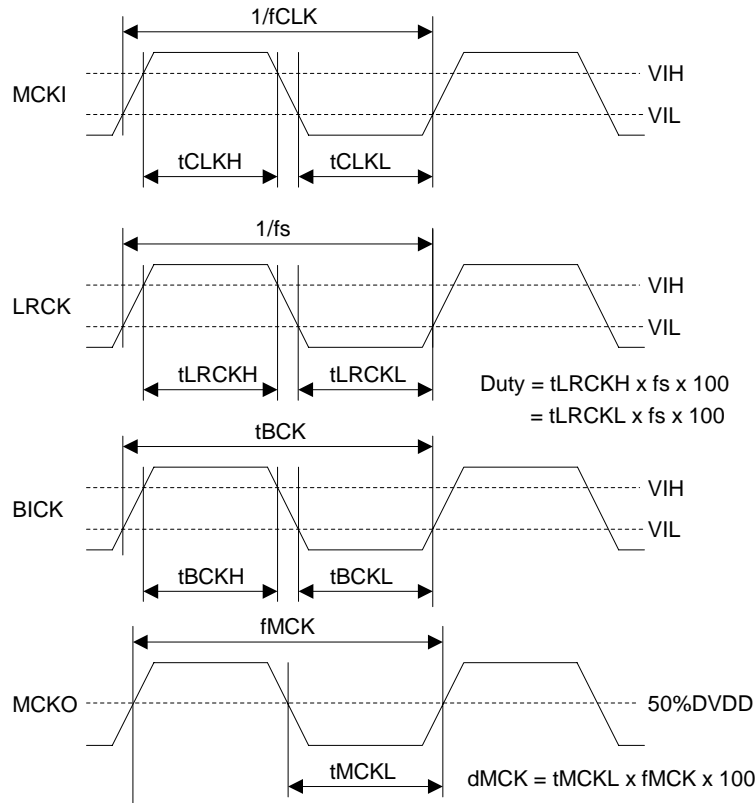 1/fCLK
MCKI
VIH
VIL
tCLKH
tCLKL
1/fs
LRCK
VIH
VIL
tLRCKH
tLRCKL
Duty = tLRCKH x fs x 100
= tLRCKL x fs x 100
tBCK
BICK
VIH
VIL
tBCKH
tBCKL
fMCK
MCKO
50%DVDD
tMCKL
dMCK = tMCKL x fMCK x 100